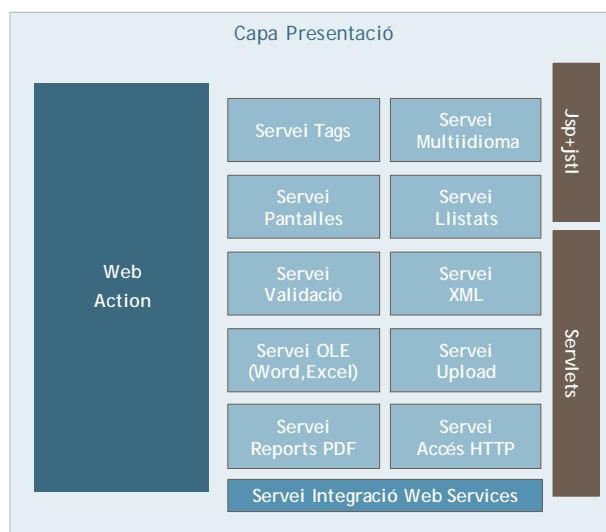 Capa Presentació
Web
Action
Servei Tags
Servei
Multiidioma
Servei
Pantalles
Servei
Llistats
Servei
Validació
Servei
XML
Servei OLE
(Word,Excel)
Servei
Upload
Servei
Reports PDF
Servei
Accés HTTP
Servei Integració Web Services
Jsp+jstl
Servlets